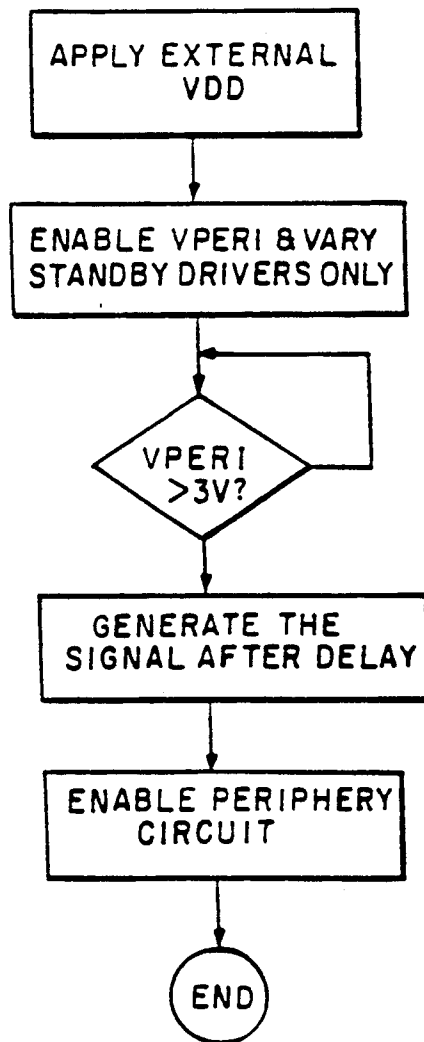 APPLY EXTERNAL
VDD
ENABLE VPERI & VARY
STANDBY DRIVERS ONLY
VPERI
>3V?
GENERATE THE
SIGNAL AFTER DELAY
ENABLE PERIPHERY
CIRCUIT
END